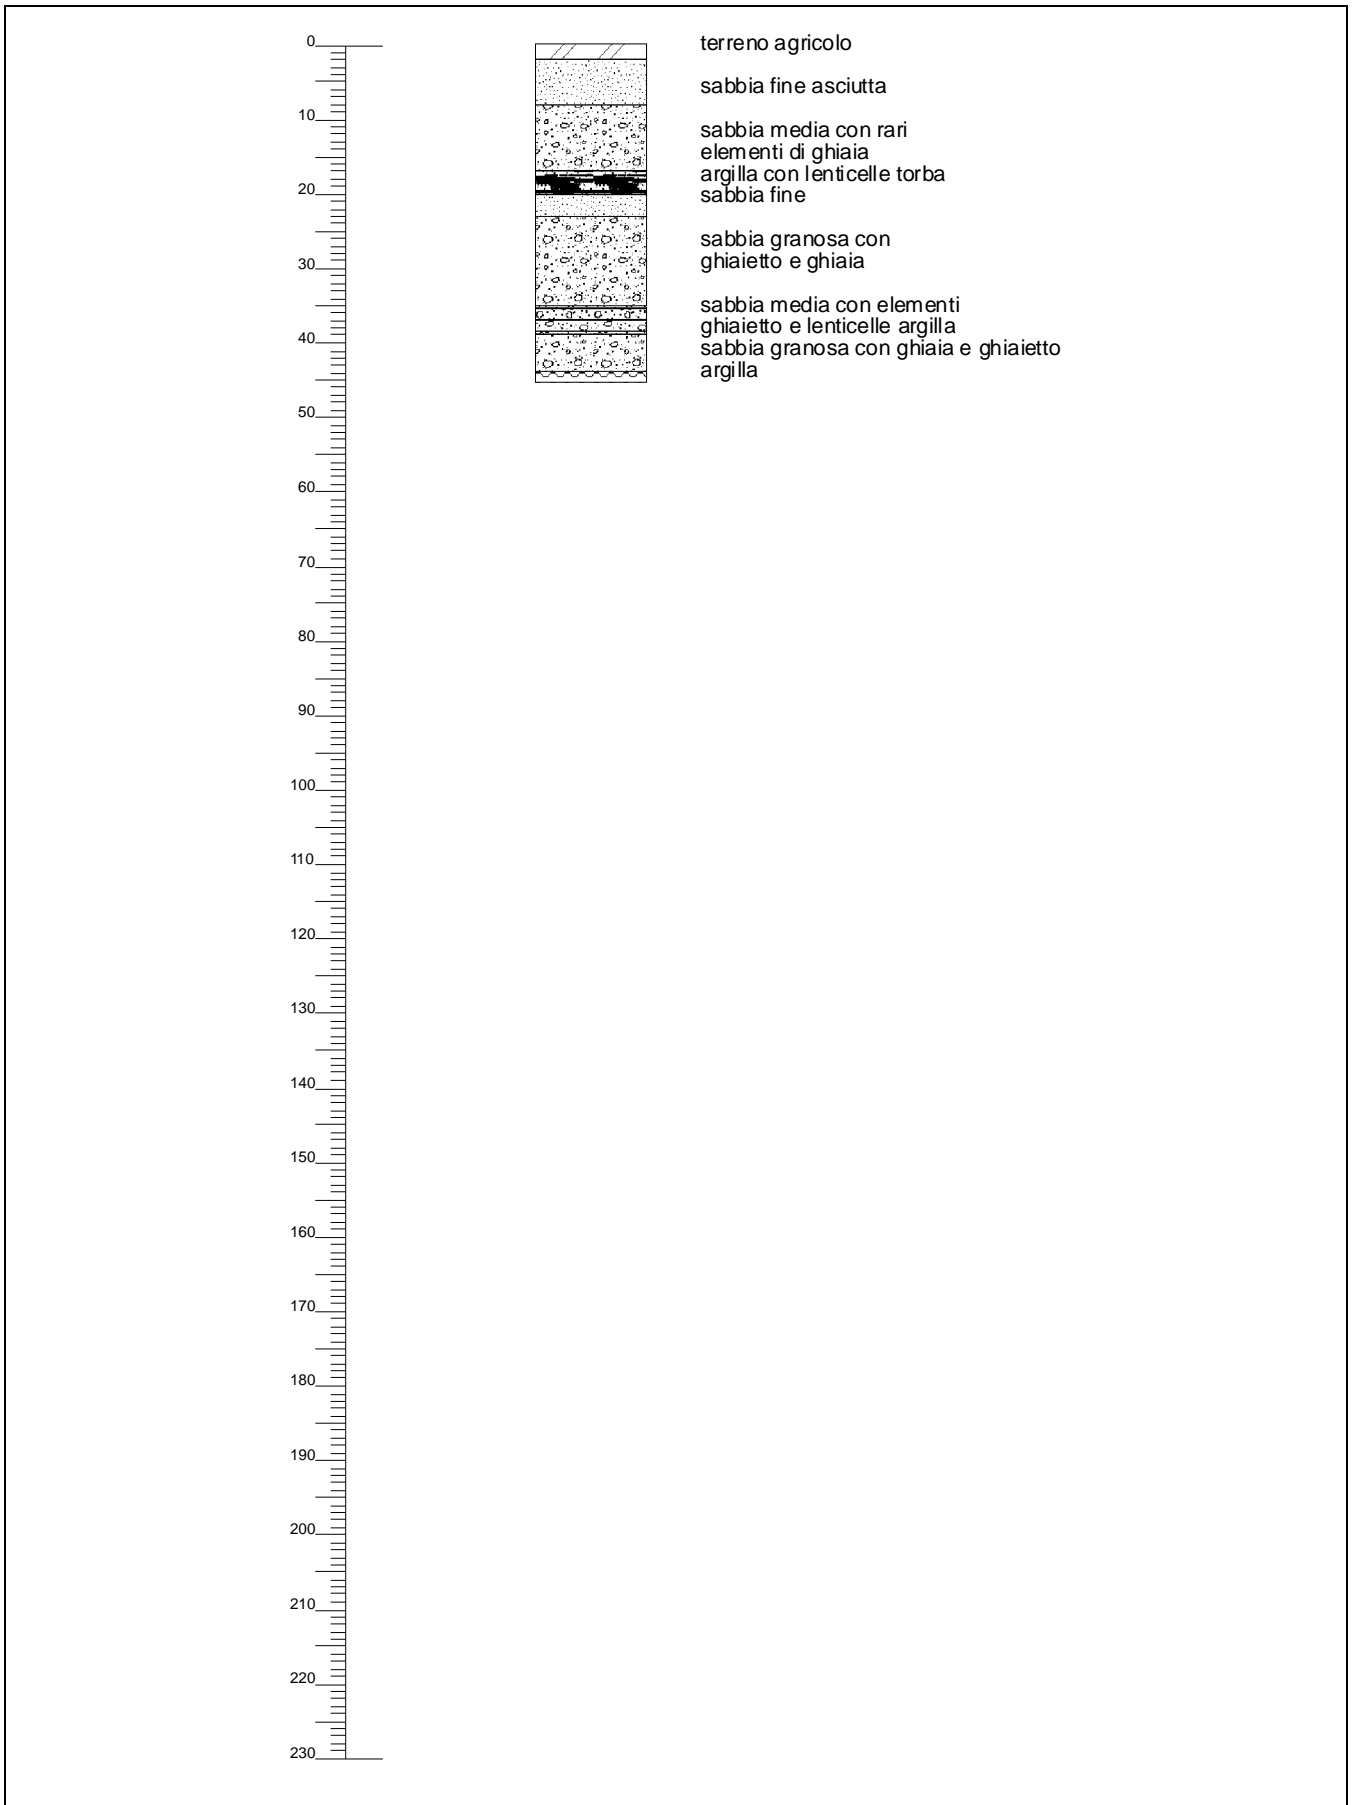 0
terreno agricolo
sabbia fine asciutta
10
sabbia media con rari
elementi di ghiaia
argilla con lenticelle torba
20
sabbia fine
sabbia granosa con
30
ghiaietto e ghiaia
sabbia media con elementi
ghiaietto e lenticelle argilla
40
sabbia granosa con ghiaia e ghiaietto
argilla
50
60
70
80
90
100
110
120
130
140
150
160
170
180
190
200
210
220
230